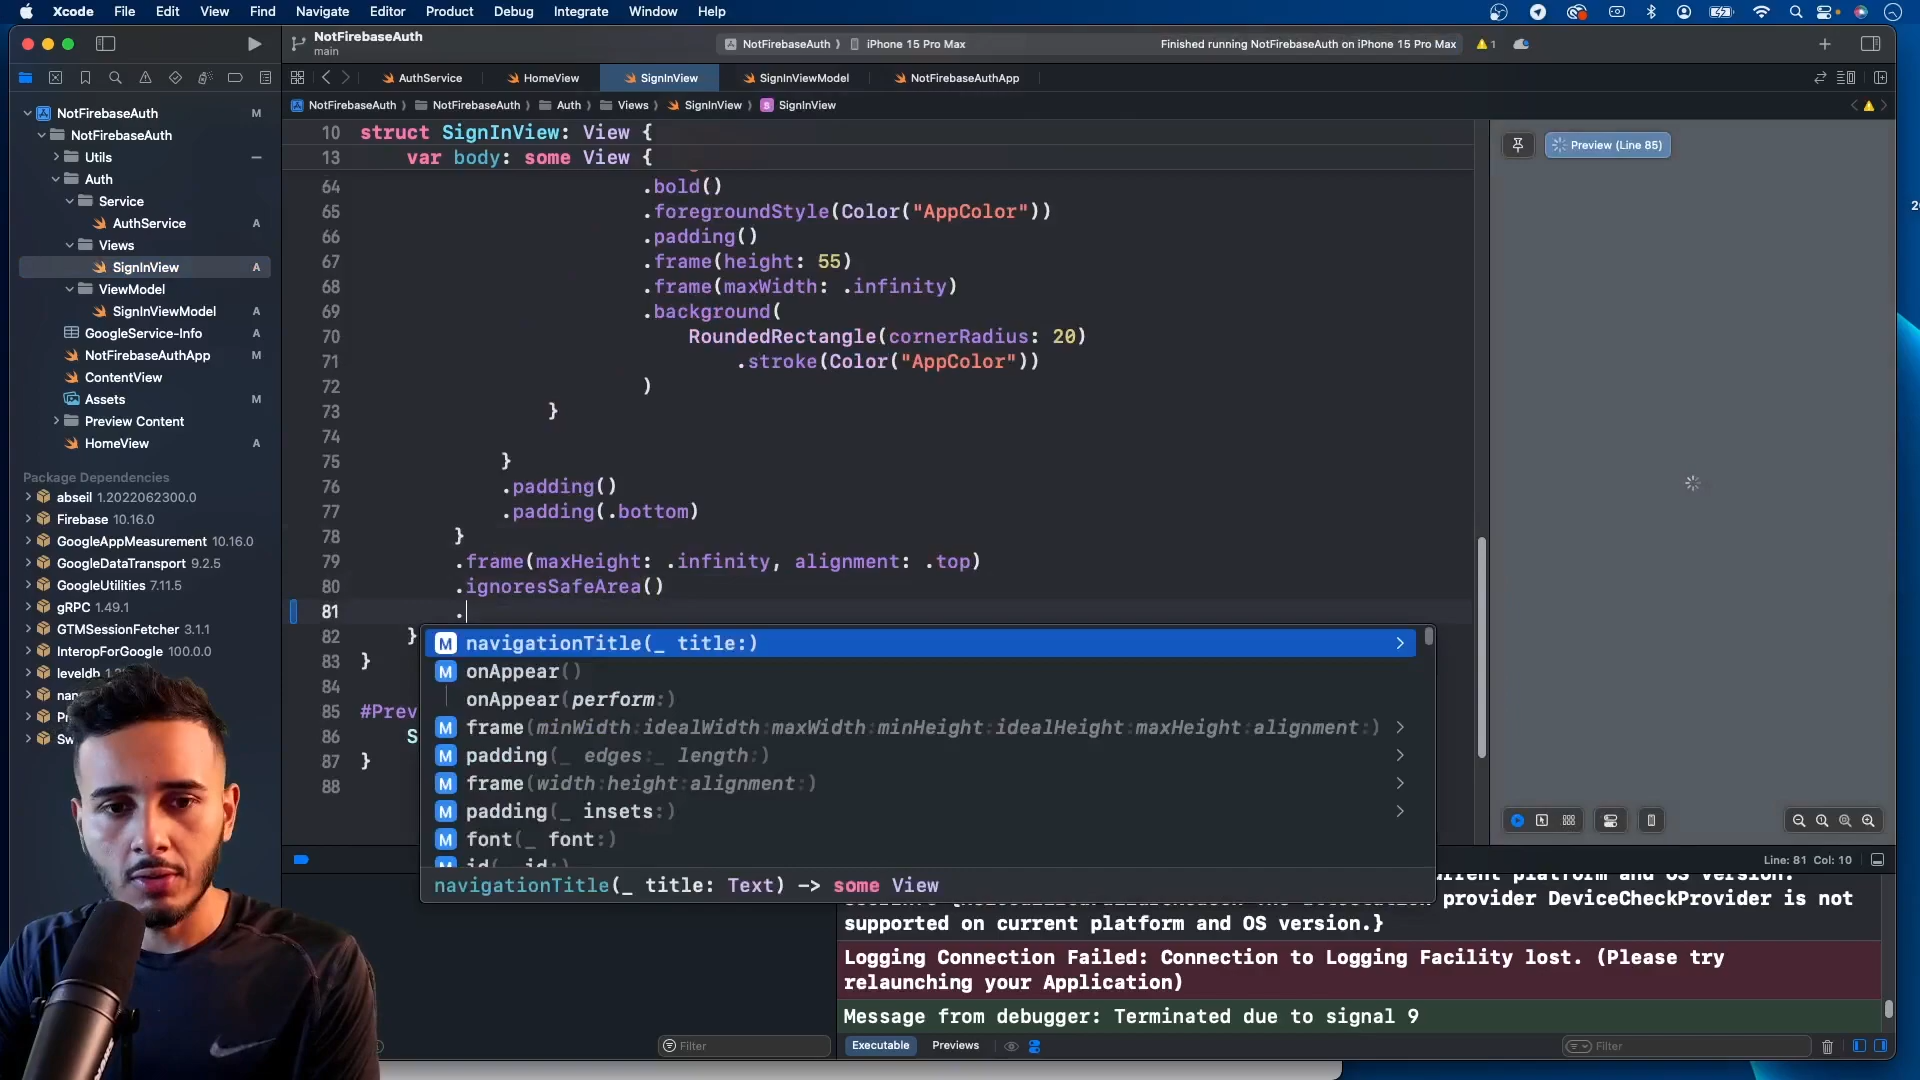 Xcode File Edit View Find Navigate Editor Product Debug Integrate Window Help
NotFirebaseAuth
main
NotFirebaseAuth iPhone 15 Pro Max
Finished running NotFirebaseAuth on iPhone 15 Pro Max
1
AuthService HomeView SignInView SignInViewModel NotFirebaseAuthApp
NotFirebaseAuth NotFirebaseAuth Auth Views SignInView SignInView
NotFirebaseAuth M
NotFirebaseAuth
Utils
Auth
Service
AuthService A
Views
SignInView A
ViewModel
SignInViewModel A
GoogleService-Info A
NotFirebaseAuthApp M
ContentView
Assets M
Preview Content
HomeView A
Package Dependencies
abseil 1.2022062300.0
Firebase 10.16.0
GoogleAppMeasurement 10.16.0
GoogleDataTransport 9.2.5
GoogleUtilities 7.11.5
gRPC 1.49.1
GTMSessionFetcher 3.1.1
InteropForGoogle 100.0.0
leveldb
10 struct SignInView: View {
13 var body: some View {
64 .bold()
65 .foregroundStyle(Color("AppColor"))
66 .padding()
67 .frame(height: 55)
68 .frame(maxWidth: .infinity)
69 .background(
70 RoundedRectangle(cornerRadius: 20)
71 .stroke(Color("AppColor"))
72 )
73 }
74
75 }
76 .padding()
77 .padding(.bottom)
78 }
79 .frame(maxHeight: .infinity, alignment: .top)
80 .ignoresSafeArea()
81 .
82 }
83 }
84
85 #Prev
86 S
87 }
88
M navigationTitle(_ title:)
M onAppear()
onAppear(perform:)
M frame(minWidth:idealWidth:maxWidth:minHeight:idealHeight:maxHeight:alignment:)
M padding(_ edges:_ length:)
M frame(width:height:alignment:)
M padding(_ insets:)
M font(_ font:)
M id(_ id:)
navigationTitle(_ title: Text) -> some View
Preview (Line 85)
Line: 81 Col: 10
platform and OS version.
provider DeviceCheckProvider is not
supported on current platform and OS version.}
Logging Connection Failed: Connection to Logging Facility lost. (Please try
relaunching your Application)
Message from debugger: Terminated due to signal 9
Filter
Executable Previews
Filter